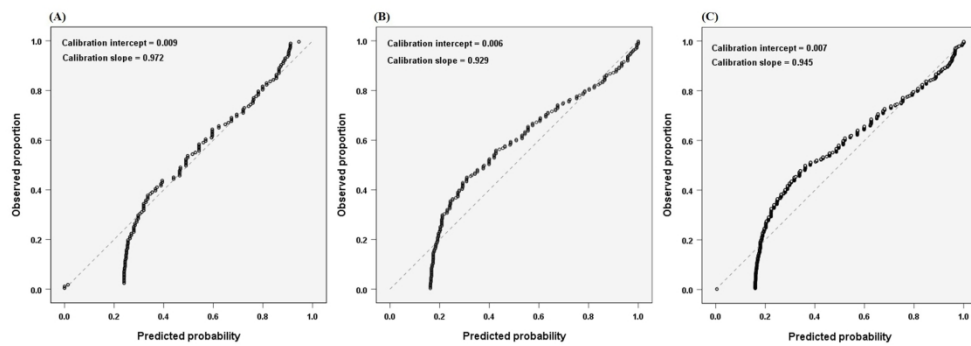 (A)
Calibration intercept = 0.009
Calibration slope = 0.972
Observed proportion
1.0
0.8
0.6
0.4
0.2
0.0
0.0 0.2 0.4 0.6 0.8 1.0
Predicted probability
(B)
Calibration intercept = 0.006
Calibration slope = 0.929
Observed proportion
1.0
0.8
0.6
0.4
0.2
0.0
0.0 0.2 0.4 0.6 0.8 1.0
Predicted probability
(C)
Calibration intercept = 0.007
Calibration slope = 0.945
Observed proportion
1.0
0.8
0.6
0.4
0.2
0.0
0.0 0.2 0.4 0.6 0.8 1.0
Predicted probability